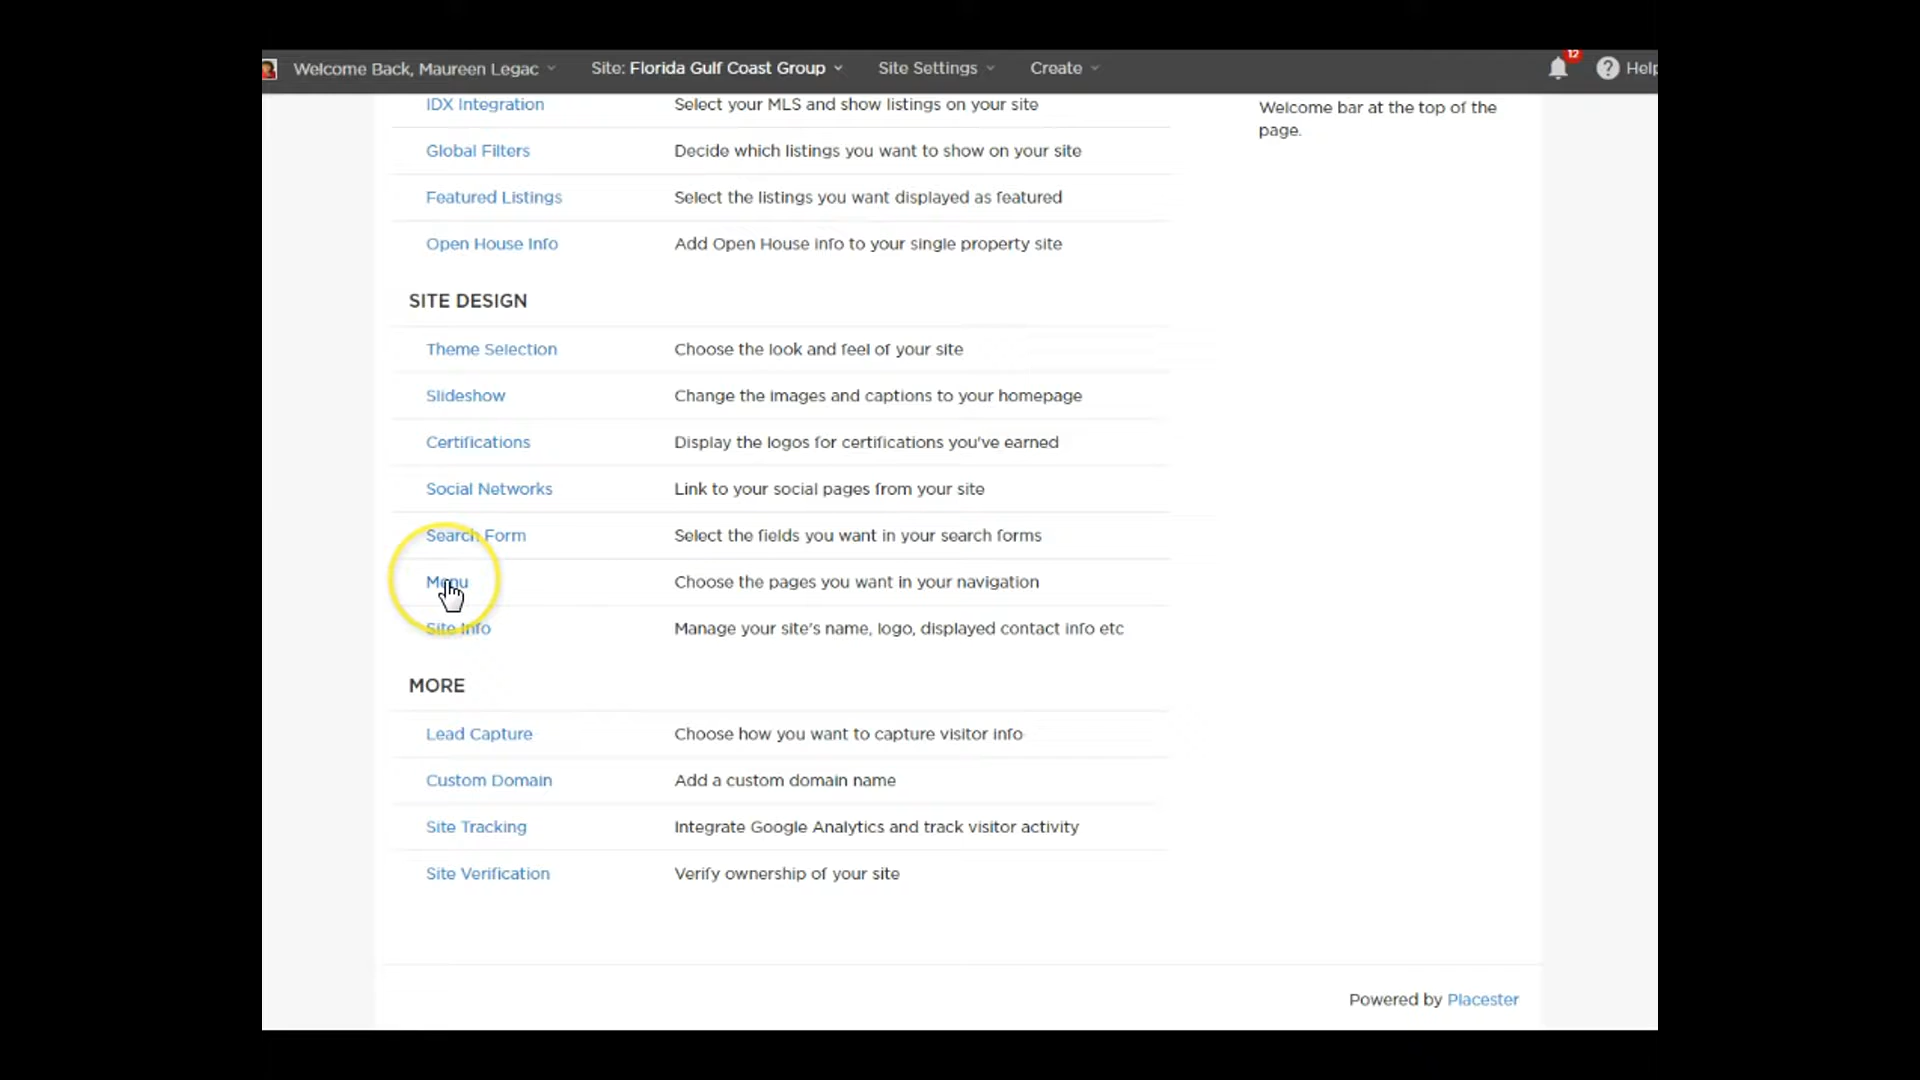 Welcome Back, Maureen Legac Site: Florida Gulf Coast Group Site Settings Create 12 Help
IDX Integration Select your MLS and show listings on your site
Welcome bar at the top of the
page.
Global Filters Decide which listings you want to show on your site
Featured Listings Select the listings you want displayed as featured
Open House Info Add Open House info to your single property site
SITE DESIGN
Theme Selection Choose the look and feel of your site
Slideshow Change the images and captions to your homepage
Certifications Display the logos for certifications you've earned
Social Networks Link to your social pages from your site
Search Form Select the fields you want in your search forms
Menu Choose the pages you want in your navigation
Site Info Manage your site's name, logo, displayed contact info etc
MORE
Lead Capture Choose how you want to capture visitor info
Custom Domain Add a custom domain name
Site Tracking Integrate Google Analytics and track visitor activity
Site Verification Verify ownership of your site
Powered by Placester